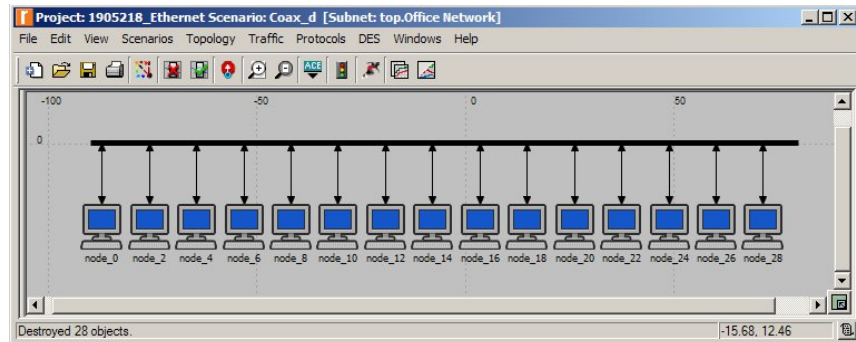 Project: 1905218_Ethernet Scenario: Coax_d [Subnet: top.Office Network]
File Edit View Scenarios Topology Traffic Protocols DES Windows Help
ACE
-100 -50 0 50
0
node_0 node_2 node_4 node_6 node_8 node_10 node_12 node_14 node_16 node_18 node_20 node_22 node_24 node_26 node_28
Destroyed 28 objects. -15.68, 12.46